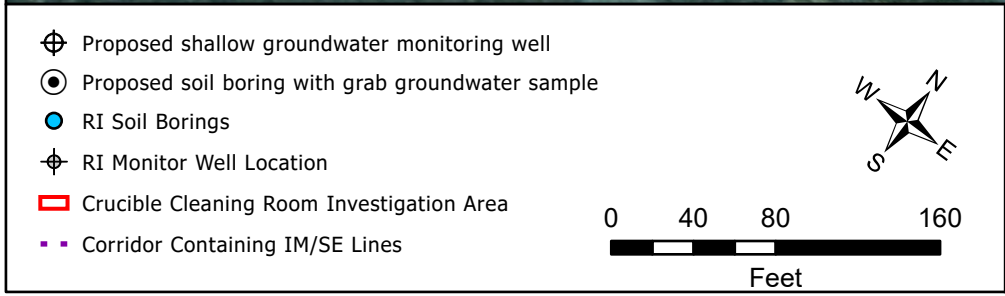 Proposed shallow groundwater monitoring well
Proposed soil boring with grab groundwater sample
RI Soil Borings
RI Monitor Well Location
Crucible Cleaning Room Investigation Area
Corridor Containing IM/SE Lines
N
W
E
S
0 40 80 160
Feet